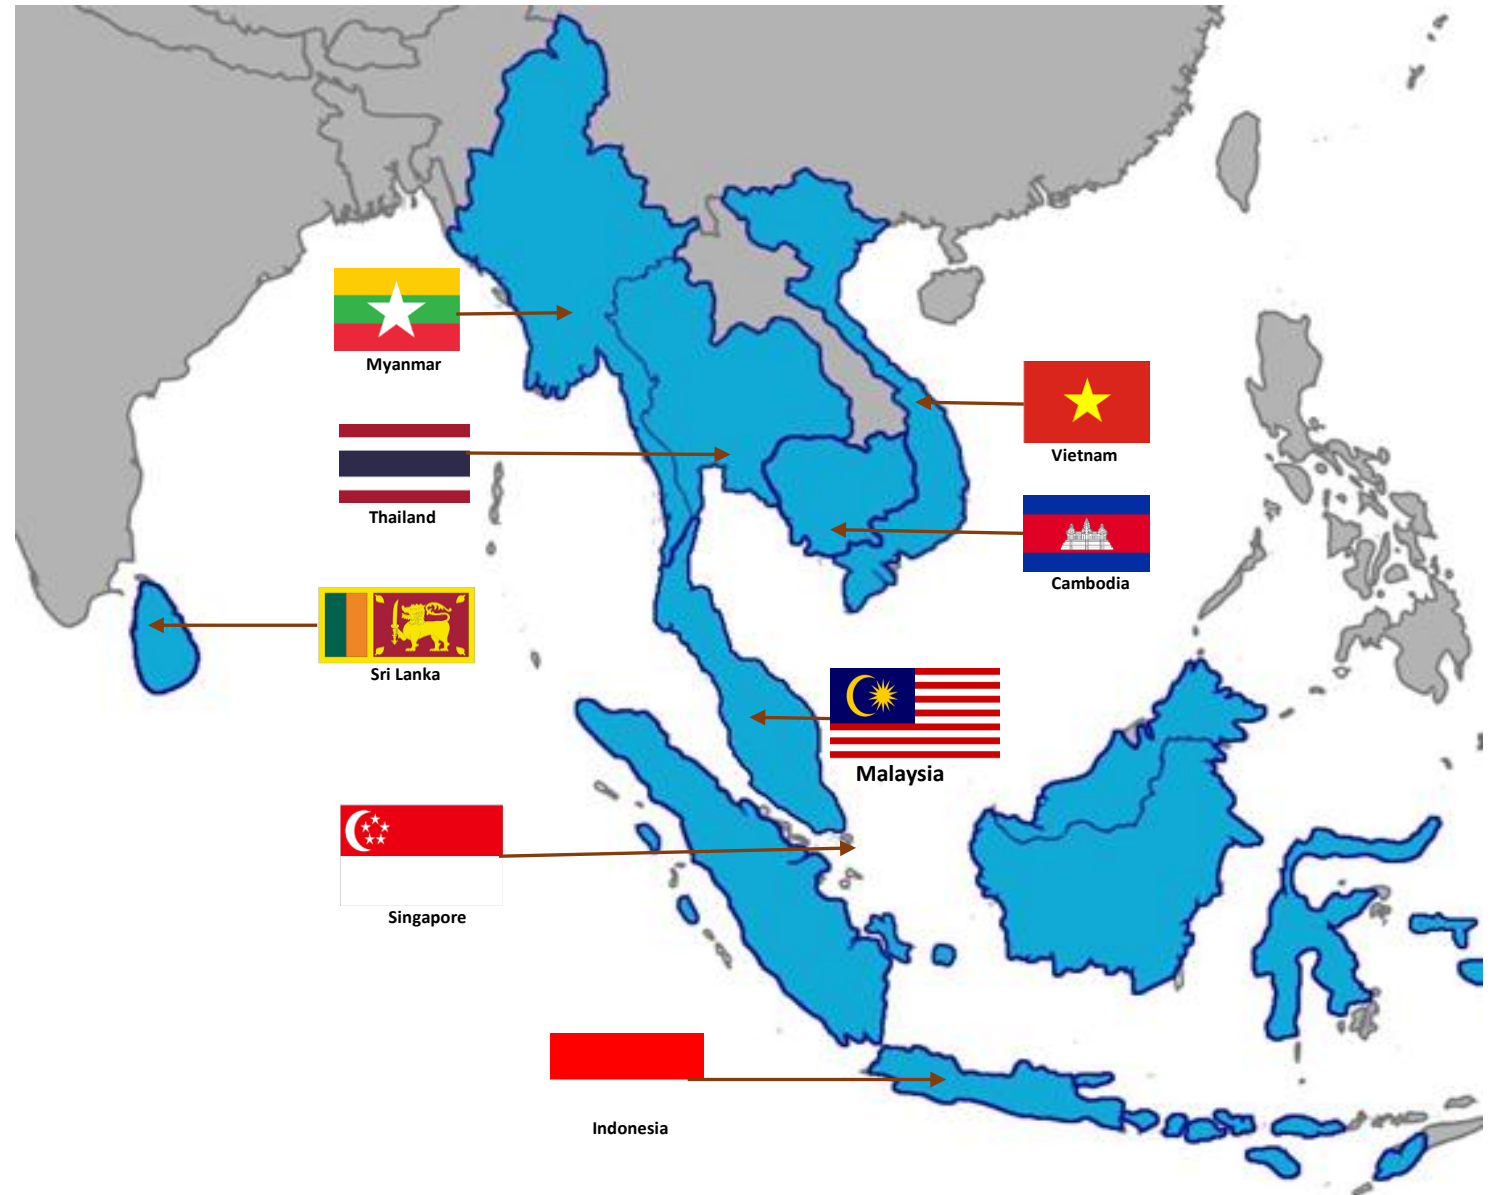 Myanmar
Vietnam
Thailand
Cambodia
Sri Lanka
Malaysia
Singapore
Indonesia